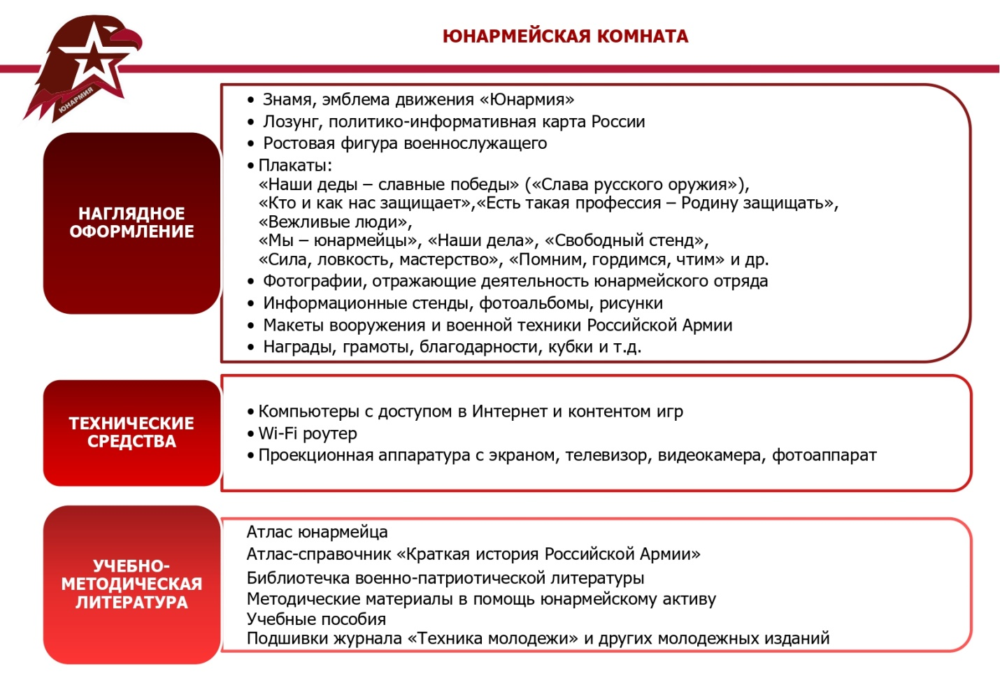 ЮНАРМЕЙСКАЯ КОМНАТА
ЮНАРМИЯ
НАГЛЯДНОЕ
ОФОРМЛЕНИЕ
• Знамя, эмблема движения «Юнармия»
• Лозунг, политико-информативная карта России
• Ростовая фигура военнослужащего
• Плакаты:
«Наши деды – славные победы» («Слава русского оружия»),
«Кто и как нас защищает»,«Есть такая профессия – Родину защищать»,
«Вежливые люди»,
«Мы – юнармейцы», «Наши дела», «Свободный стенд»,
«Сила, ловкость, мастерство», «Помним, гордимся, чтим» и др.
• Фотографии, отражающие деятельность юнармейского отряда
• Информационные стенды, фотоальбомы, рисунки
• Макеты вооружения и военной техники Российской Армии
• Награды, грамоты, благодарности, кубки и т.д.
ТЕХНИЧЕСКИЕ
СРЕДСТВА
• Компьютеры с доступом в Интернет и контентом игр
• Wi-Fi роутер
• Проекционная аппаратура с экраном, телевизор, видеокамера, фотоаппарат
УЧЕБНО-
МЕТОДИЧЕСКАЯ
ЛИТЕРАТУРА
Атлас юнармейца
Атлас-справочник «Краткая история Российской Армии»
Библиотечка военно-патриотической литературы
Методические материалы в помощь юнармейскому активу
Учебные пособия
Подшивки журнала «Техника молодежи» и других молодежных изданий